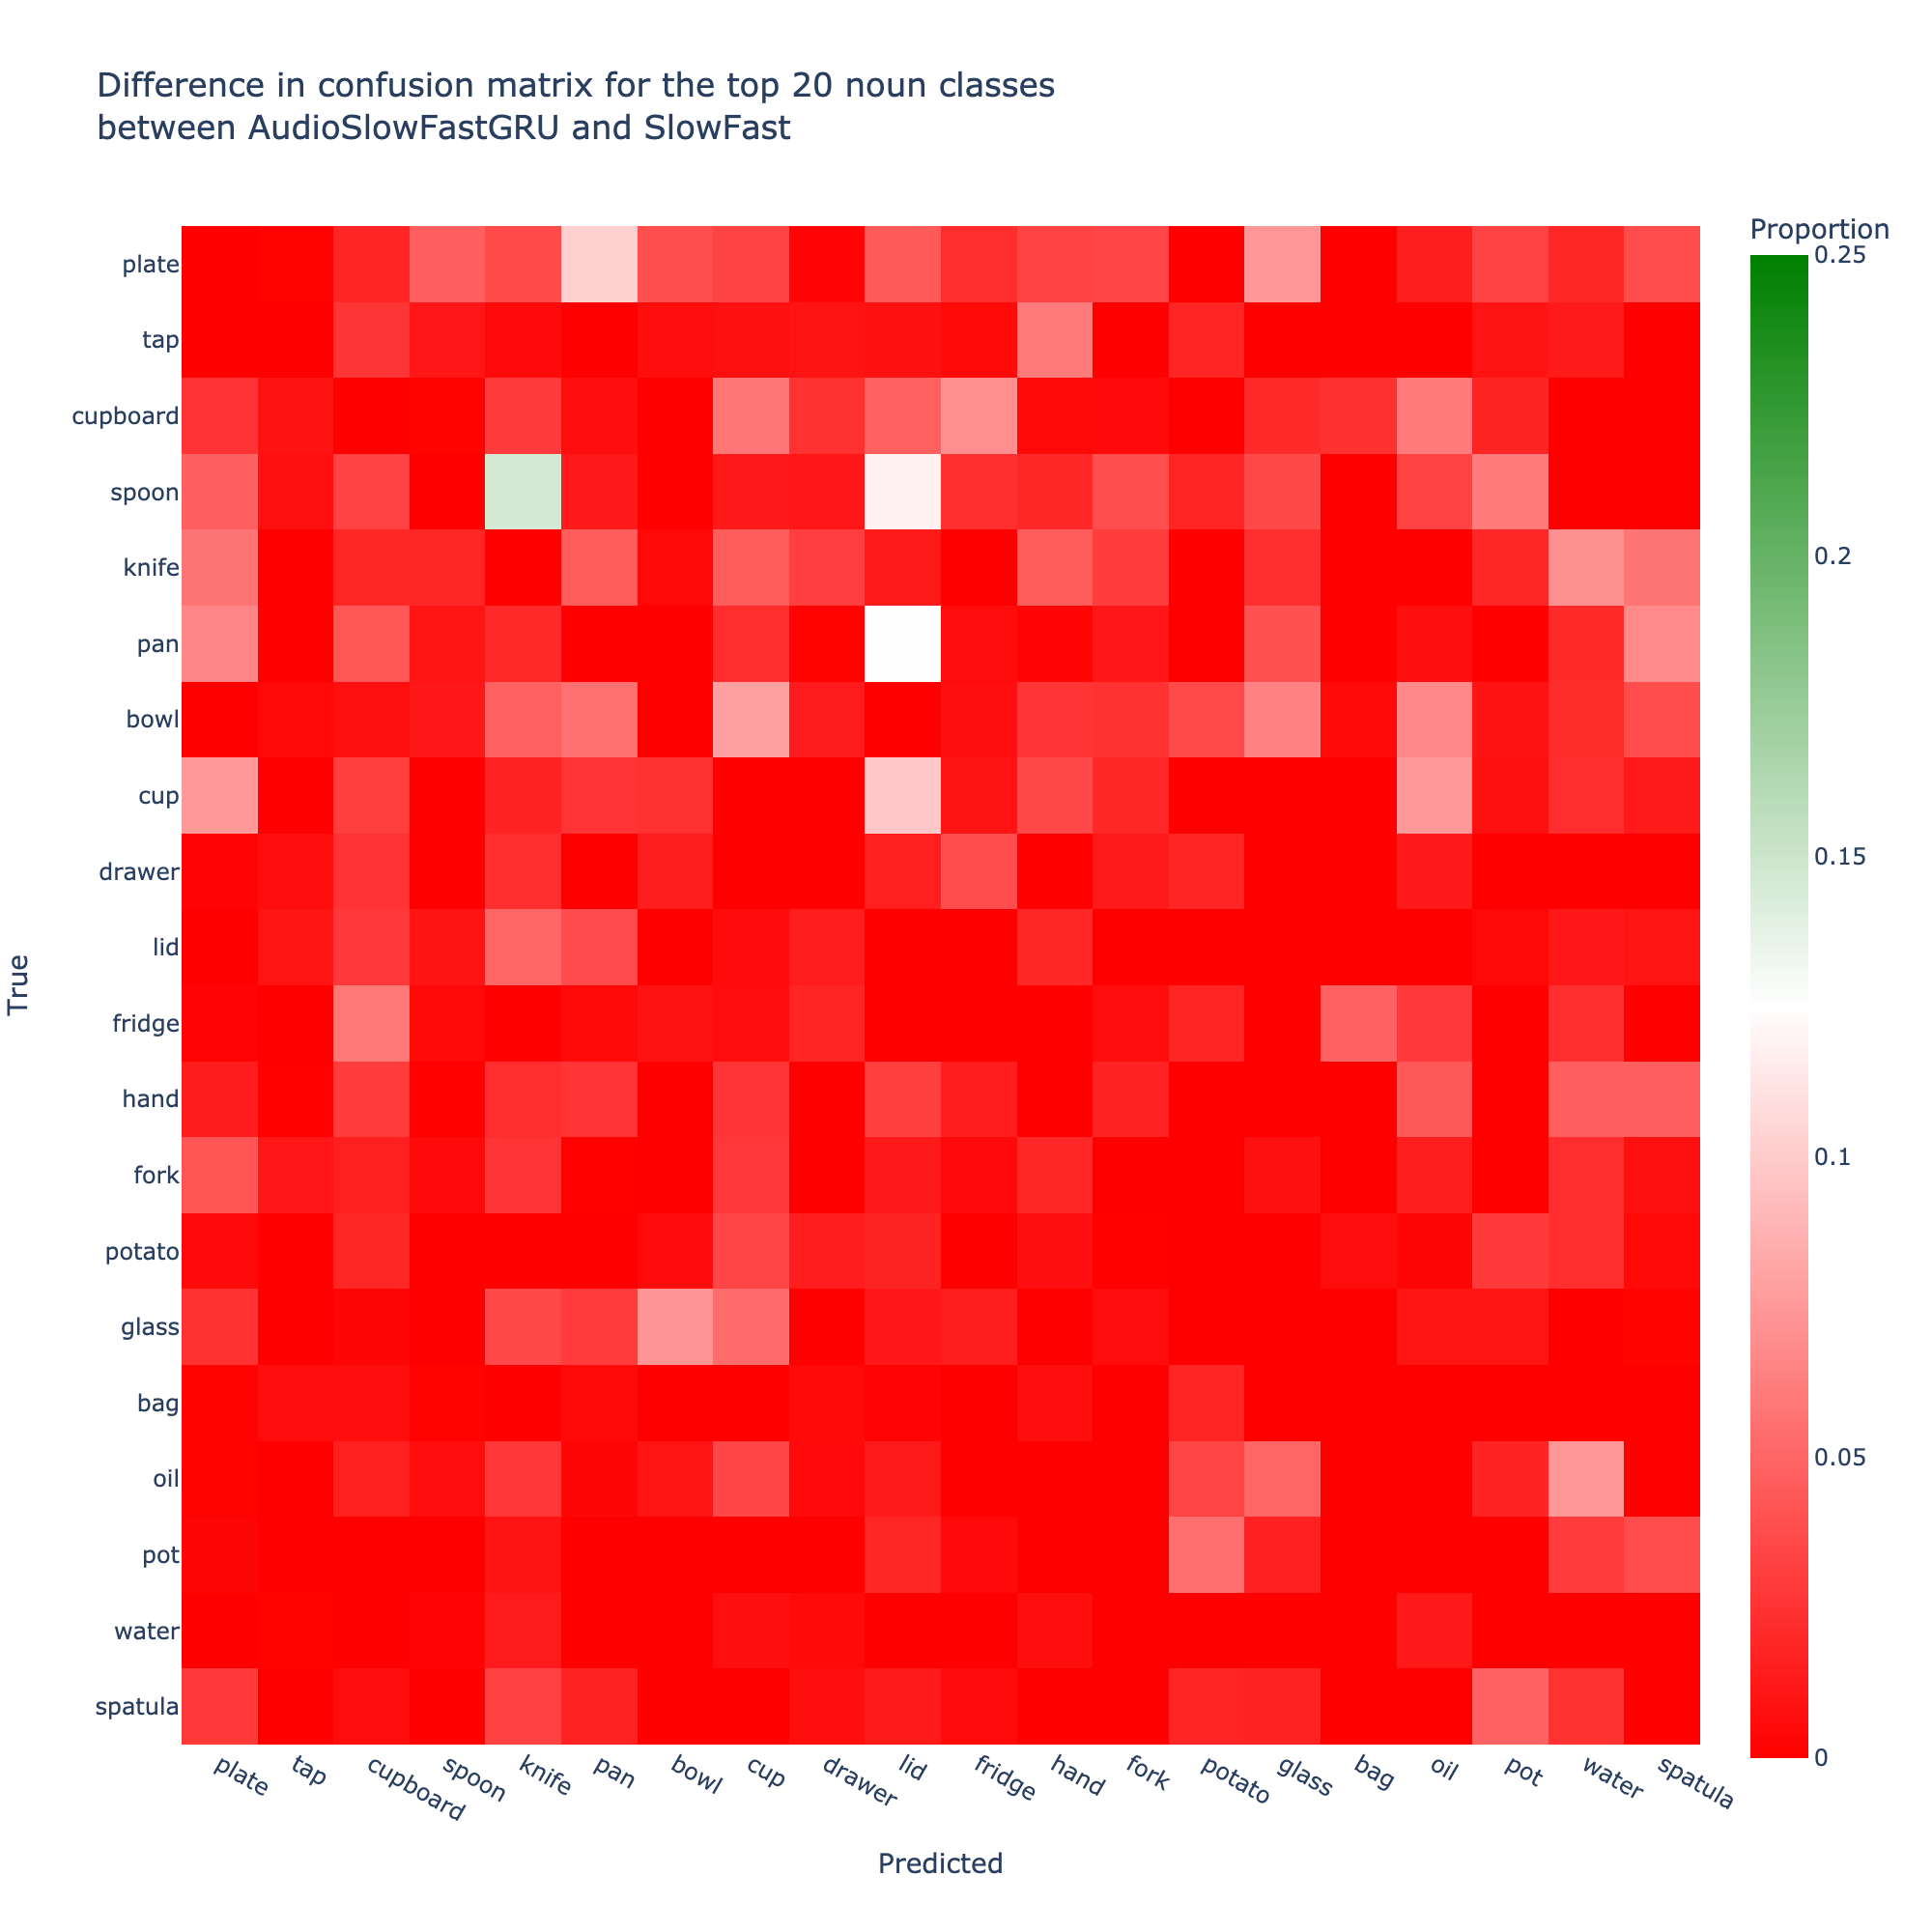 Difference in confusion matrix for the top 20 noun classes
between AudioSlowFastGRU and SlowFast
Proportion
0.25
0.2
0.15
0.1
0.05
0
True
plate
tap
cupboard
spoon
knife
pan
bowl
cup
drawer
lid
fridge
hand
fork
potato
glass
bag
oil
pot
water
spatula
plate
tap
cupboard
spoon
knife
pan
bowl
cup
drawer
lid
fridge
hand
fork
potato
glass
bag
oil
pot
water
spatula
Predicted